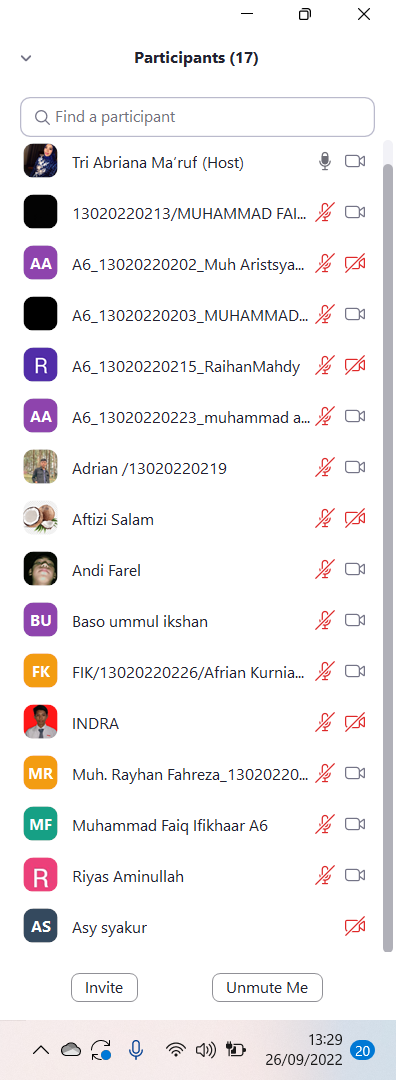 Participants (17)
Find a participant
Tri Abriana Ma'ruf (Host)
13020220213/MUHAMMAD FAI...
AA A6_13020220202_Muh Aristsya...
A6_13020220203_MUHAMMAD...
R A6_13020220215_RaihanMahdy
AA A6_13020220223_muhammad a...
Adrian /13020220219
Aftizi Salam
Andi Farel
BU Baso ummul ikshan
FK FIK/13020220226/Afrian Kurnia...
INDRA
MR Muh. Rayhan Fahreza_13020220...
MF Muhammad Faiq Ifikhaar A6
R Riyas Aminullah
AS Asy syakur
Invite Unmute Me
13:29
26/09/2022 20